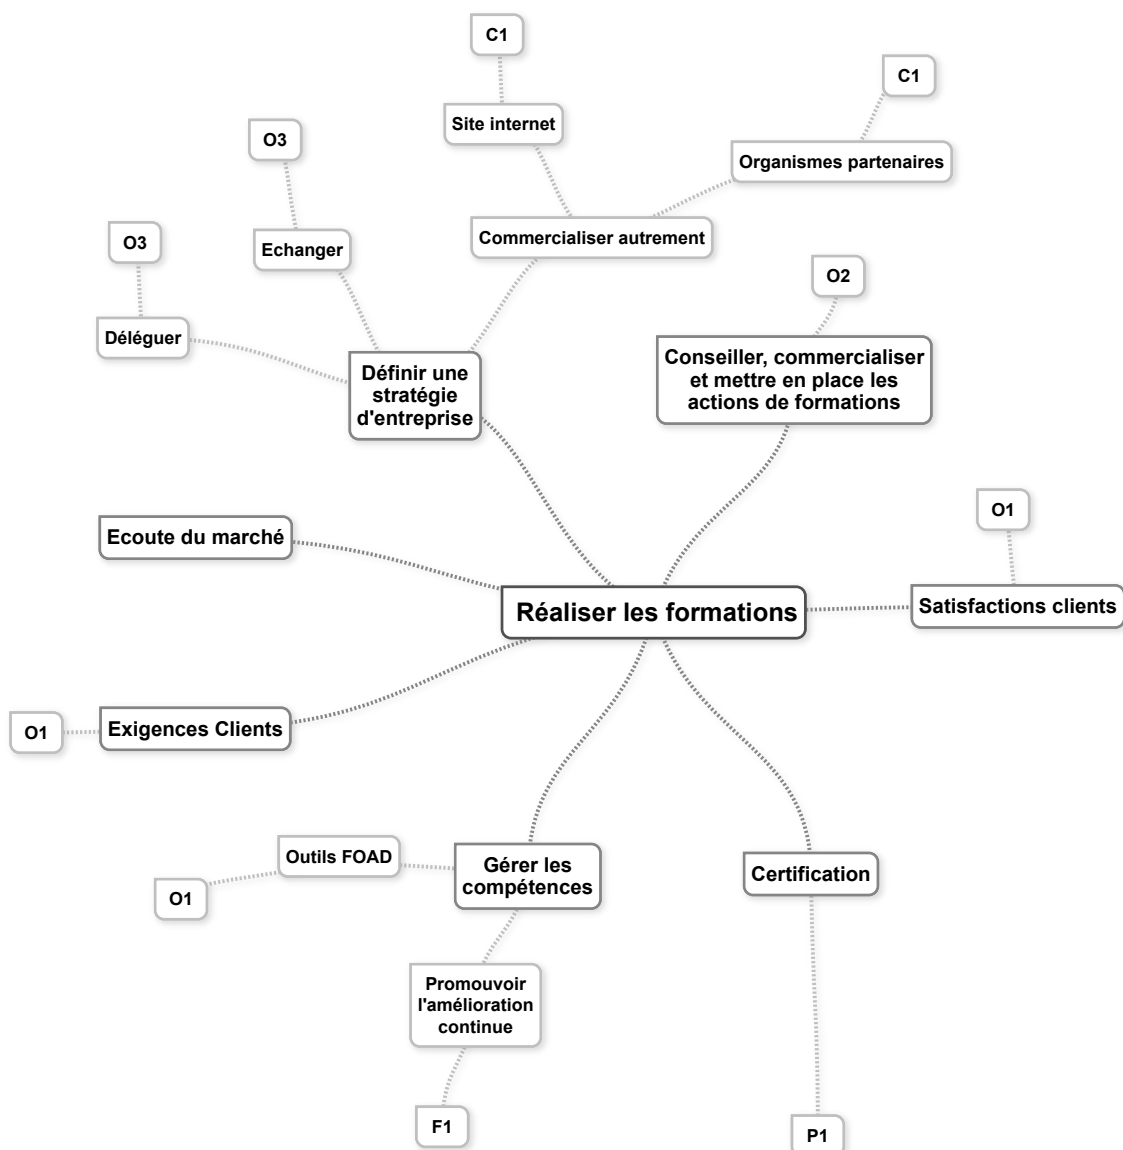 C1
C1
Site internet
O3
Organismes partenaires
O3
Echanger
Commercialiser autrement
O2
Déléguer
Définir une
stratégie
d'entreprise
Conseiller, commercialiser
et mettre en place les
actions de formations
O1
Ecoute du marché
Réaliser les formations
Satisfactions clients
O1
Exigences Clients
Outils FOAD
O1
Gérer les
compétences
Certification
Promouvoir
l'amélioration
continue
F1
P1